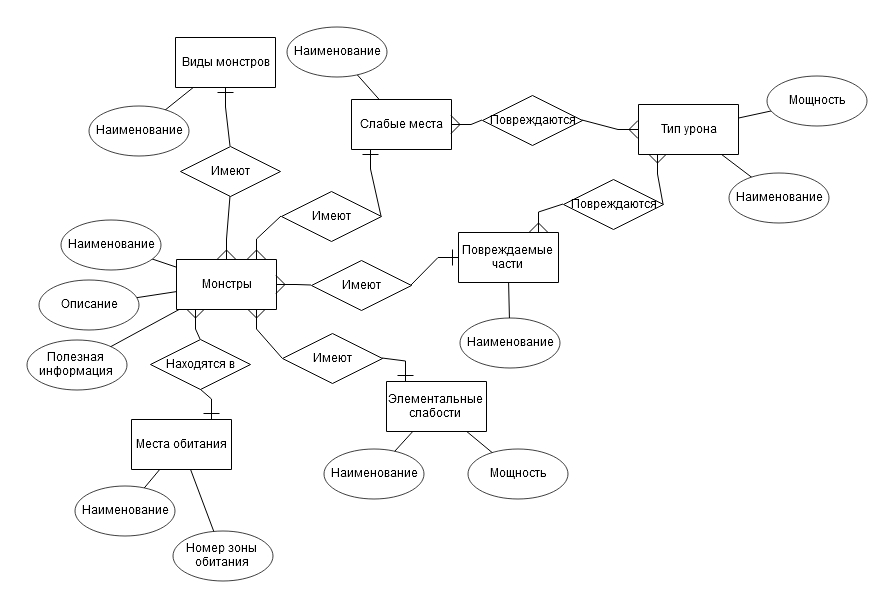 Виды монстров
Наименование
Наименование
Слабые места
Повреждаются
Тип урона
Мощность
Наименование
Имеют
Имеют
Повреждаются
Наименование
Монстры
Имеют
Повреждаемые
части
Описание
Полезная
информация
Находятся в
Имеют
Наименование
Элементальные
слабости
Места обитания
Наименование
Мощность
Наименование
Номер зоны
обитания